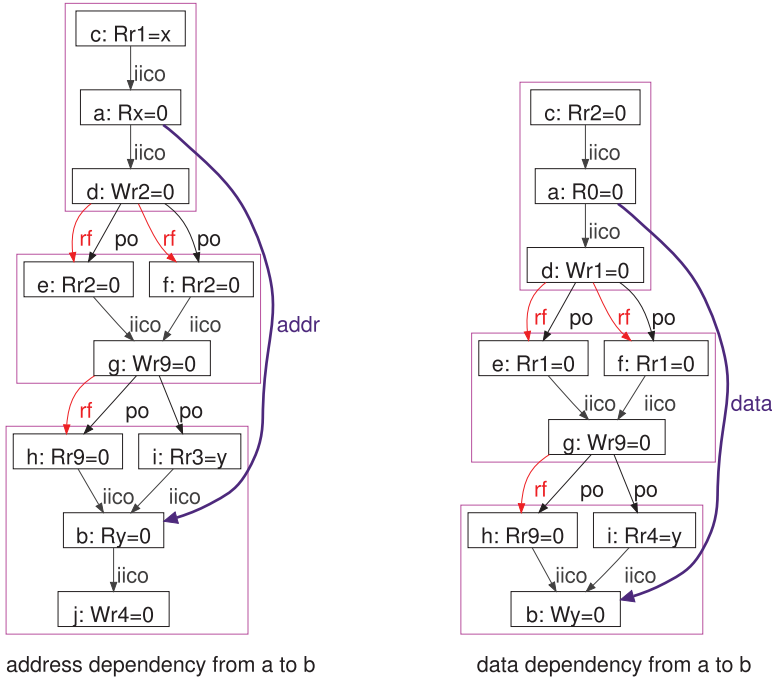 c: Rr1=x
iico
a: Rx=0
iico
d: Wr2=0
rf po rf po
e: Rr2=0 f: Rr2=0
iico iico
addr
g: Wr9=0
rf po po
h: Rr9=0 i: Rr3=y
iico iico
b: Ry=0
iico
j: Wr4=0
address dependency from a to b
c: Rr2=0
iico
a: R0=0
iico
d: Wr1=0
rf po rf po
e: Rr1=0 f: Rr1=0
iico iico
data
g: Wr9=0
rf po po
h: Rr9=0 i: Rr4=y
iico iico
b: Wy=0
data dependency from a to b